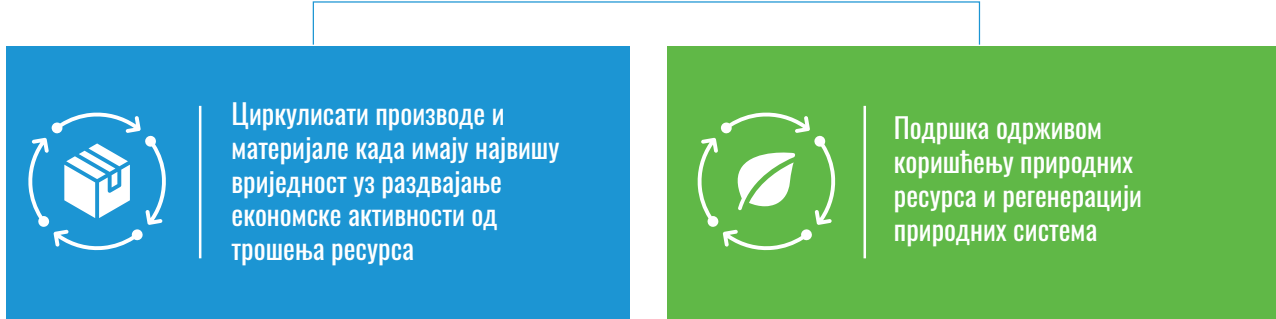 Циркулисати производе и
материјале када имају највишу
вриједност уз раздвајање
економске активности од
трошења ресурса
Подршка одрживом
коришћењу природних
ресурса и регенерацији
природних система